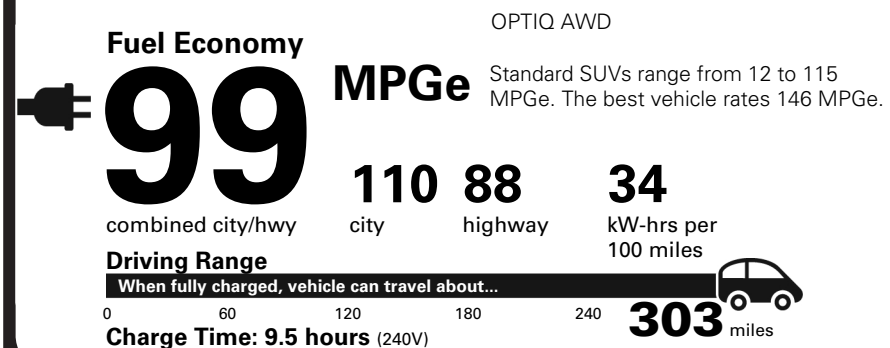 OPTIQ AWD
Fuel Economy
99
MPGe
Standard SUVs range from 12 to 115
MPGe. The best vehicle rates 146 MPGe.
110 88 34
combined city/hwy city highway kW-hrs per
100 miles
Driving Range
When fully charged, vehicle can travel about...
0 60 120 180 240 303 miles
Charge Time: 9.5 hours (240V)